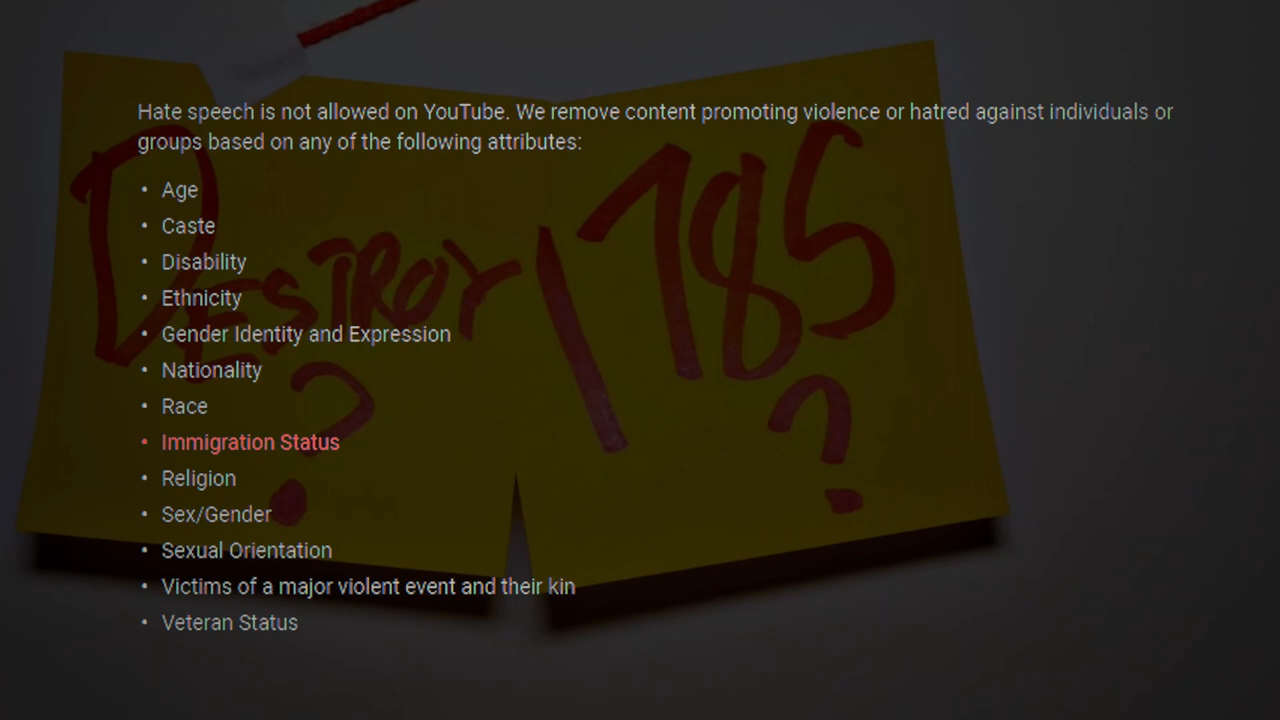 Hate speech is not allowed on YouTube. We remove content promoting violence or hatred against individuals or
groups based on any of the following attributes:
• Age
• Caste
• Disability
• Ethnicity
• Gender Identity and Expression
• Nationality
• Race
• Immigration Status
• Religion
• Sex/Gender
• Sexual Orientation
• Victims of a major violent event and their kin
• Veteran Status
DESTROY 1785
? ?